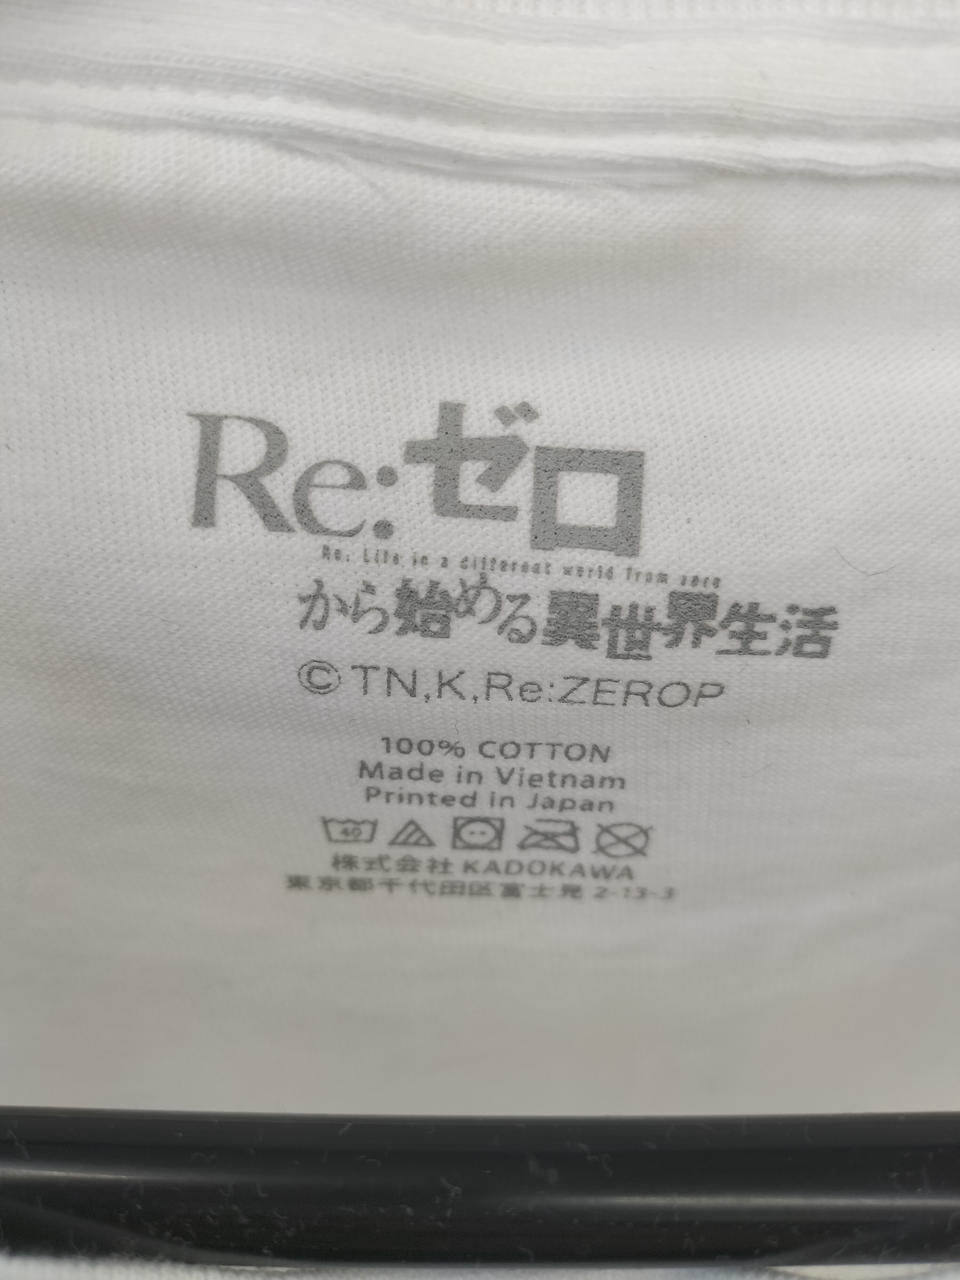 Re:ゼロ
Re: Life in a different world from zero
から始める異世界生活
©TN,K,Re:ZEROP
100% COTTON
Made in Vietnam
Printed in Japan
40
株式会社 KADOKAWA
東京都千代田区富士見 2-13-3